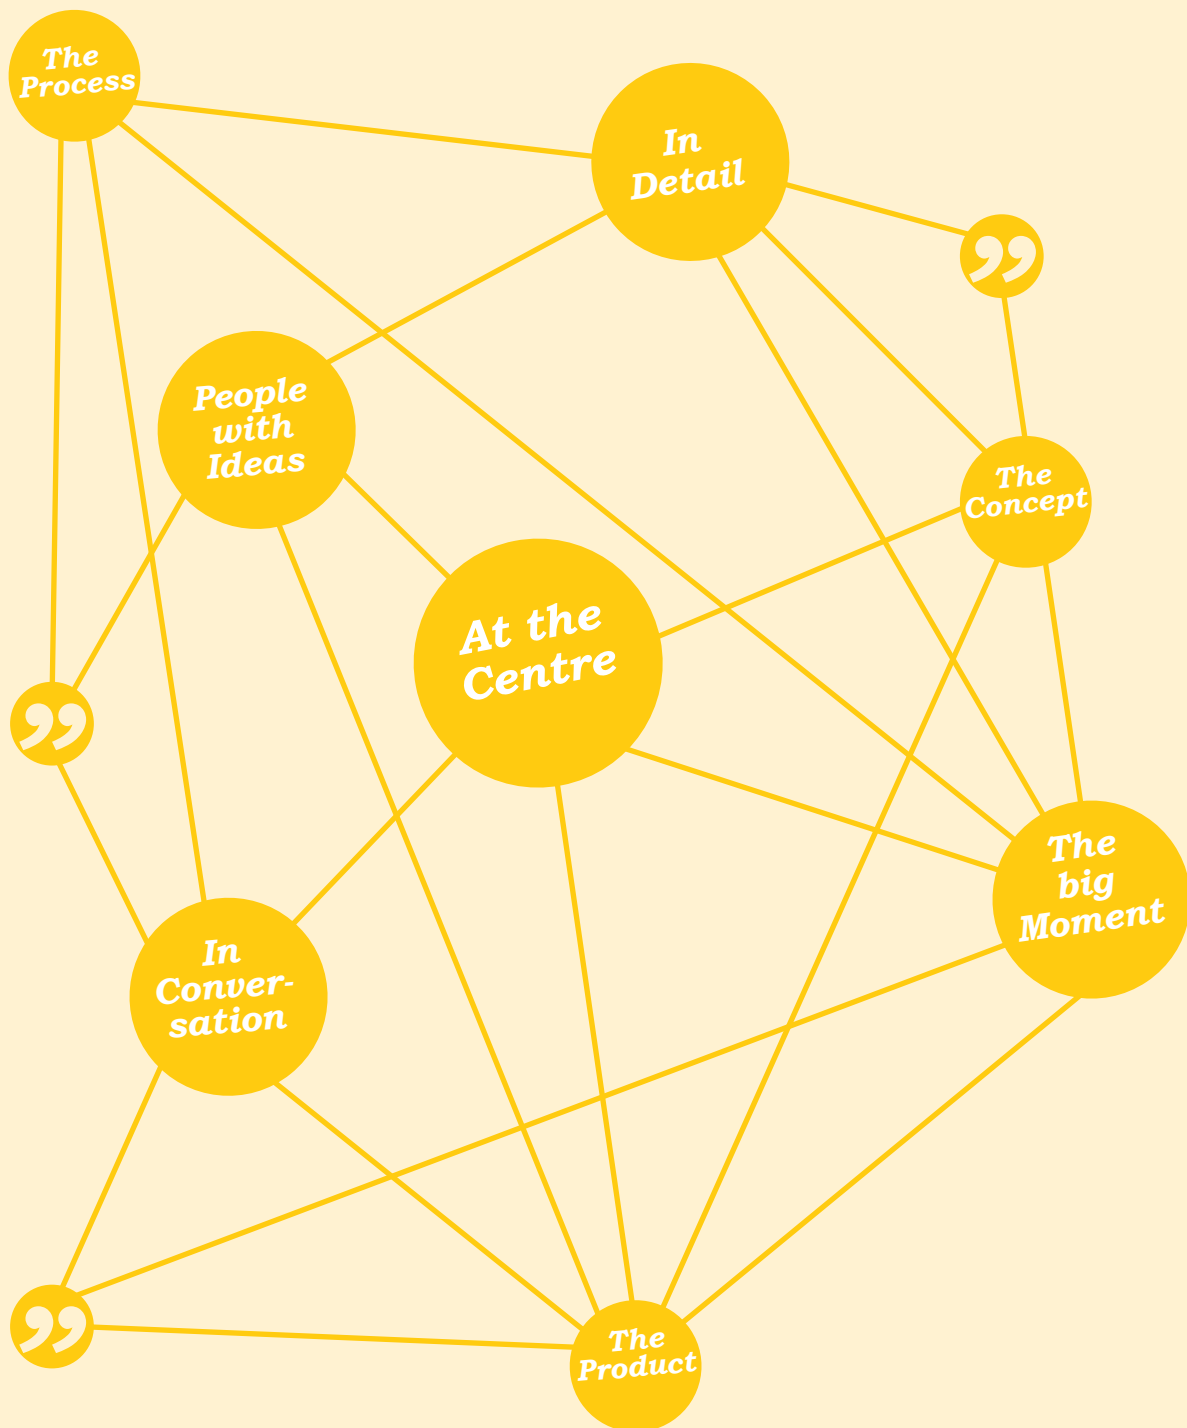 The
Process
In
Detail
”
People
with
Ideas
The
Concept
At the
Centre
”
The
big
Moment
In
Conver-
sation
”
The
Product